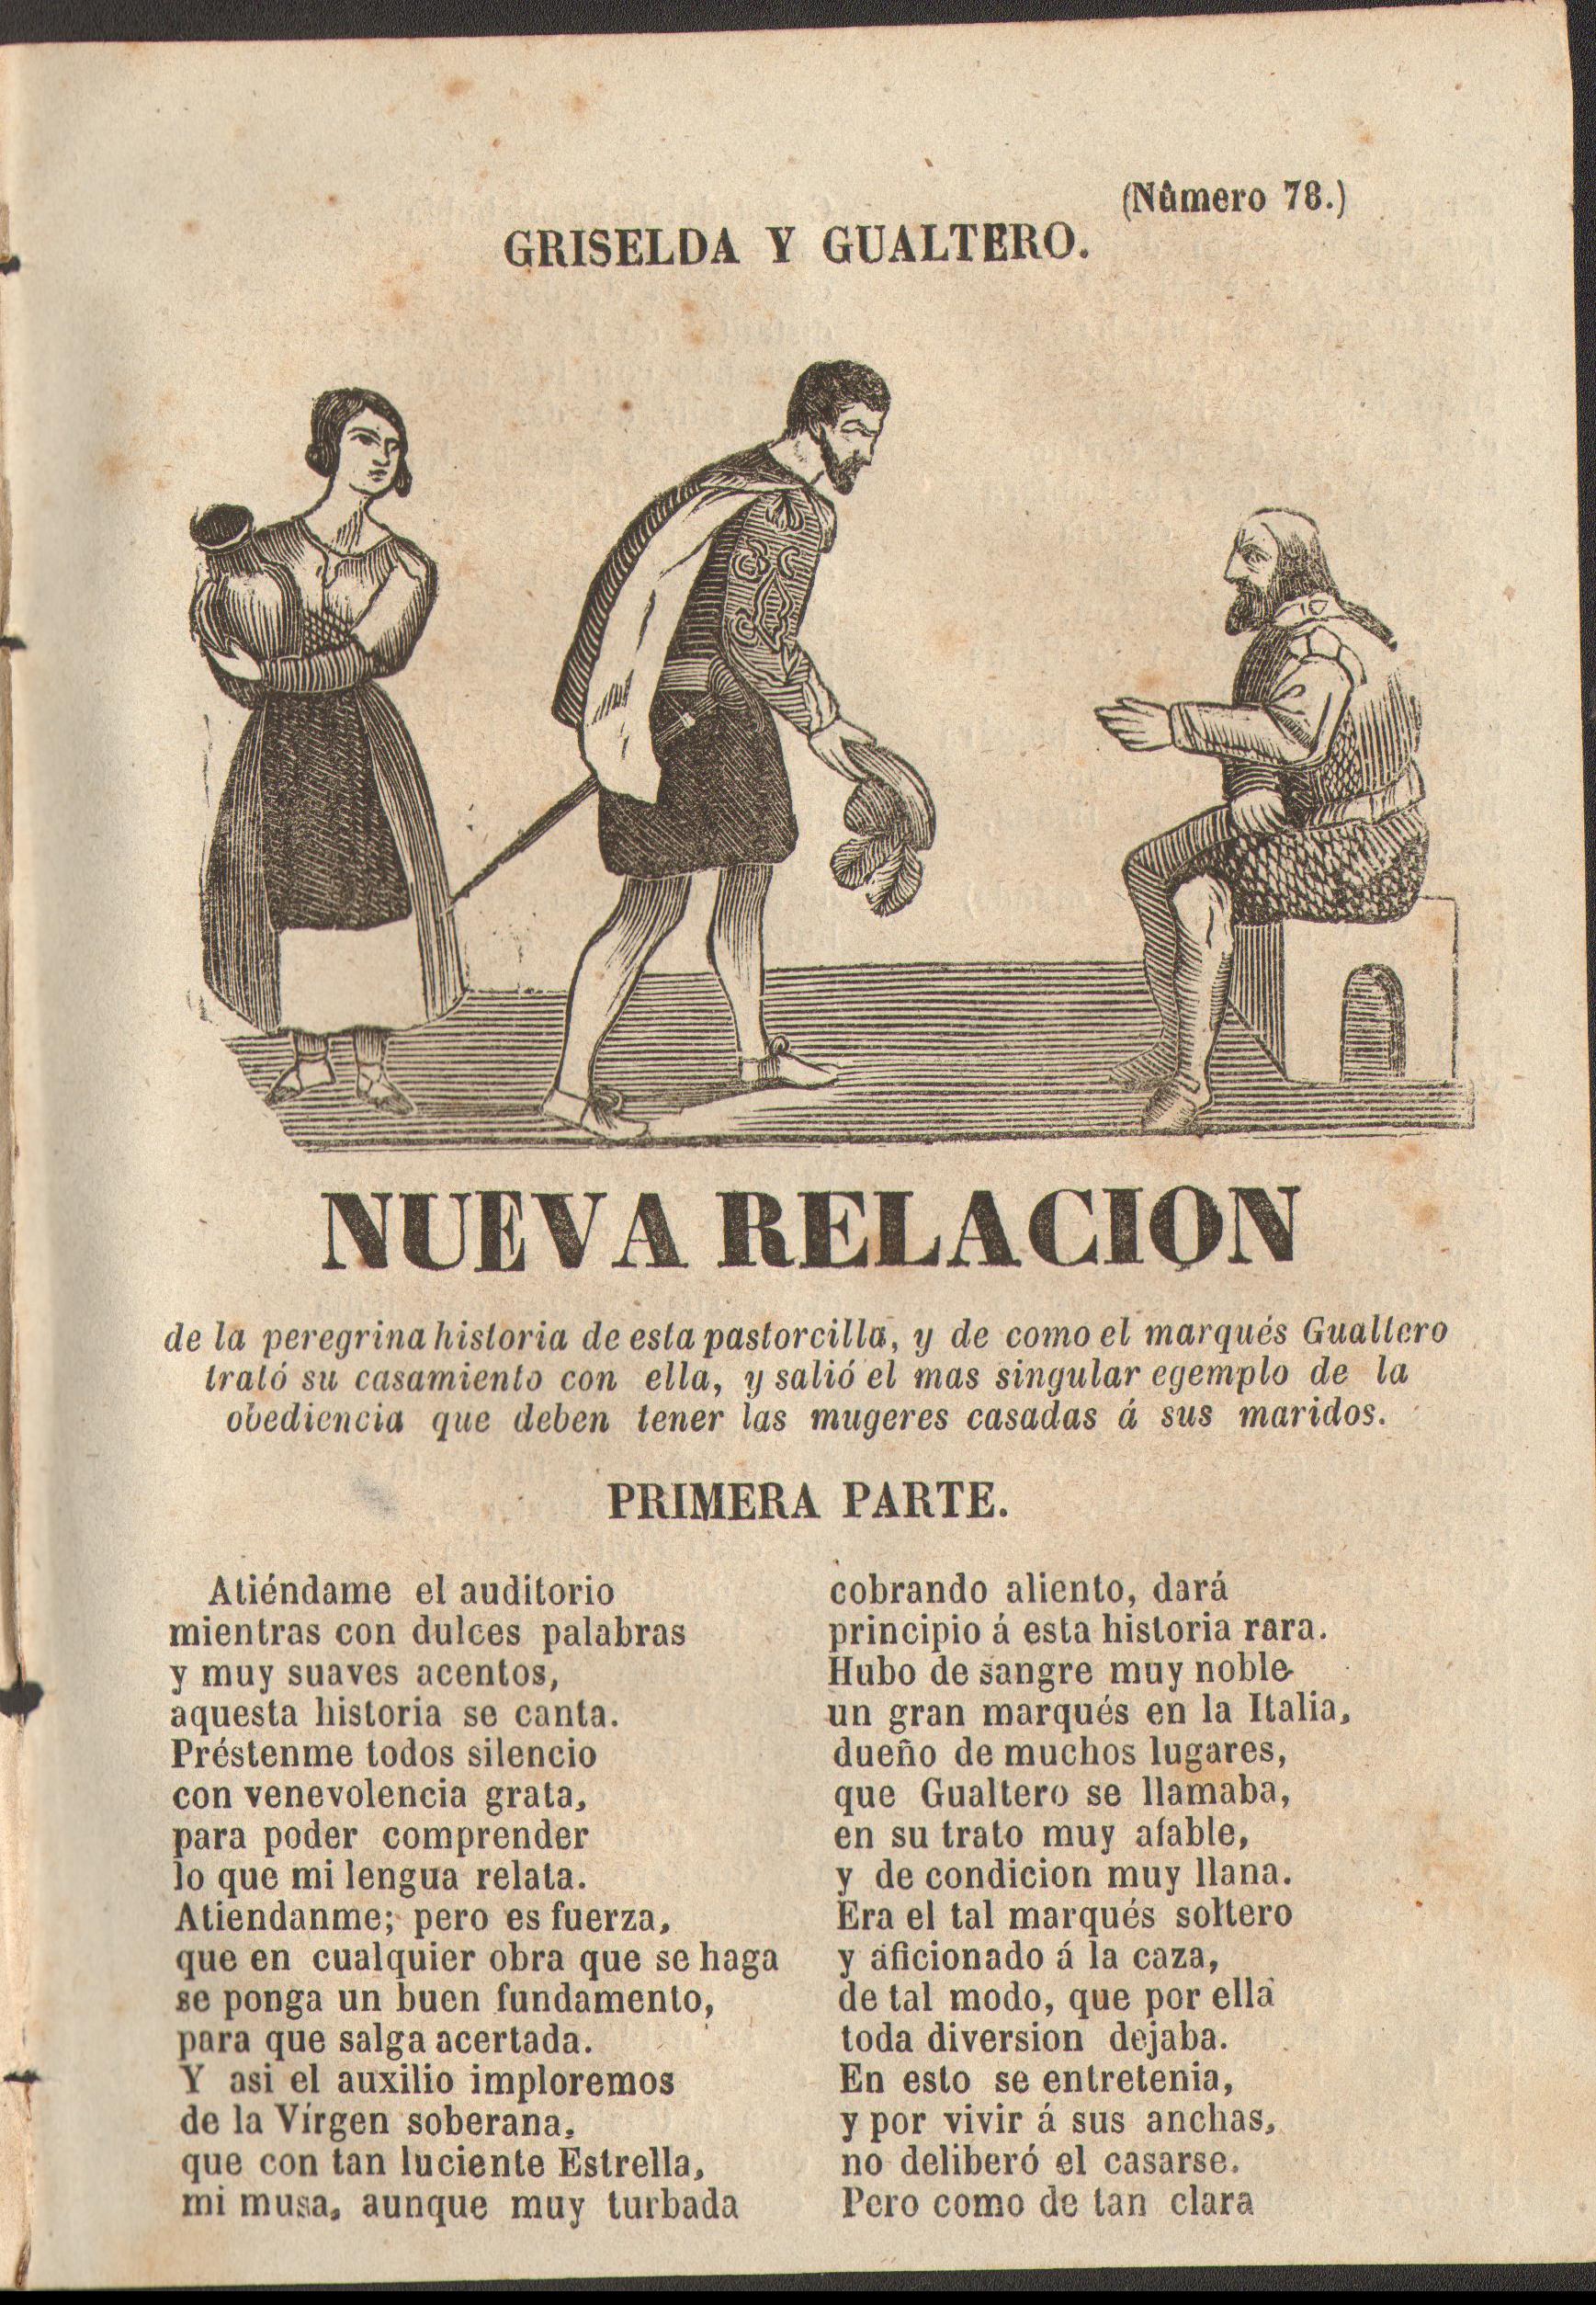 (Número 78.)
GRISELDA Y GUALTERO.
NUEVA RELACION
de la peregrina historia de esta pastorcilla, y de como el marqués Gualtero
trató su casamiento con ella, y salió el mas singular egemplo de la
obediencia que deben tener las mugeres casadas á sus maridos.
PRIMERA PARTE.
Atiéndame el auditorio
mientras con dulces palabras
y muy suaves acentos,
aquesta historia se canta.
Préstenme todos silencio
con venevolencia grata,
para poder comprender
lo que mi lengua relata.
Atiendanme; pero es fuerza,
que en cualquier obra que se haga
se ponga un buen fundamento,
para que salga acertada.
Y asi el auxilio imploremos
de la Vírgen soberana,
que con tan luciente Estrella,
mi musa, aunque muy turbada
cobrando aliento, dará
principio á esta historia rara.
Hubo de sangre muy noble
un gran marqués en la Italia,
dueño de muchos lugares,
que Gualtero se llamaba,
en su trato muy afable,
y de condicion muy llana.
Era el tal marqués soltero
y aficionado á la caza,
de tal modo, que por ella
toda diversion dejaba.
En esto se entretenia,
y por vivir á sus anchas,
no deliberó el casarse.
Pero como de tan clara